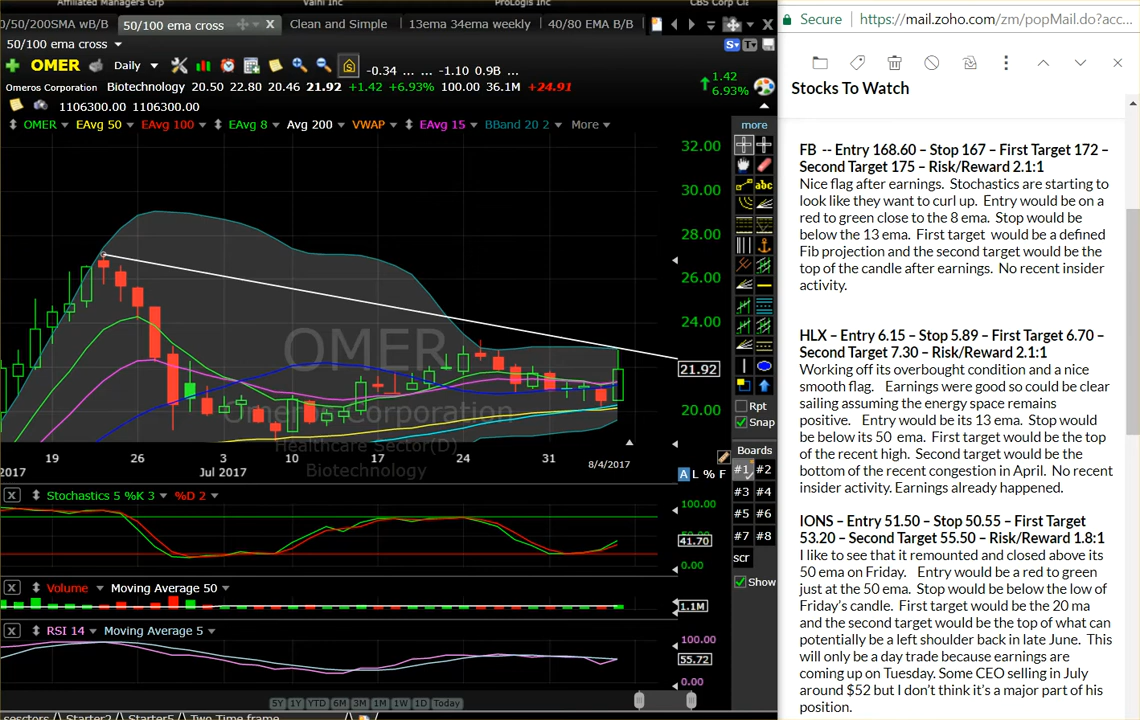 Affiliated Managers Grp
Vaini Inc
ProLogis Inc
CBS Corp Cl
0/50/200SMA w/BB
50/100 ema cross
Clean and Simple
13ema 34ema weekly
40/80 EMA B/B
50/100 ema cross
OMER
Daily
-0.34 ... ... -1.10 0.9B ...
1.42
6.93%
Omeros Corporation
Biotechnology
20.50 22.80 20.46 21.92 +1.42 +6.93% 100.00 36.1M +24.91
1106300.00 1106300.00
OMER
EAvg 50
EAvg 100
EAvg 8
Avg 200
VWAP
EAvg 15
BBand 20 2
More
more
32.00
30.00
28.00
26.00
24.00
21.92
20.00
OMER
Omeros Corporation
Healthcare Sector(D)
Biotechnology
abc
Rpt
Snap
2017
19
26
Jul 2017
3
10
17
24
31
8/4/2017
A L % F
Boards
#1 #2
#3 #4
#5 #6
#7 #8
scr
Show
X
Stochastics 5 %K 3
%D 2
100.00
41.70
0.00
X
Volume
Moving Average 50
1.1M
X
RSI 14
Moving Average 5
100.00
55.72
0.00
5Y 1Y YTD 6M 3M 1M 1W 1D Today
sesctors
Starter2
Starter5
Two Time frame
Secure
https://mail.zoho.com/zm/popMail.do?acc...
Stocks To Watch
FB -- Entry 168.60 – Stop 167 – First Target 172 –
Second Target 175 – Risk/Reward 2.1:1
Nice flag after earnings. Stochastics are starting to
look like they want to curl up. Entry would be on a
red to green close to the 8 ema. Stop would be
below the 13 ema. First target would be a defined
Fib projection and the second target would be the
top of the candle after earnings. No recent insider
activity.
HLX – Entry 6.15 – Stop 5.89 – First Target 6.70 –
Second Target 7.30 – Risk/Reward 2.1:1
Working off its overbought condition and a nice
smooth flag. Earnings were good so could be clear
sailing assuming the energy space remains
positive. Entry would be its 13 ema. Stop would
be below its 50 ema. First target would be the top
of the recent high. Second target would be the
bottom of the recent congestion in April. No recent
insider activity. Earnings already happened.
IONS – Entry 51.50 – Stop 50.55 – First Target
53.20 – Second Target 55.50 – Risk/Reward 1.8:1
I like to see that it remounted and closed above its
50 ema on Friday. Entry would be a red to green
just at the 50 ema. Stop would be below the low of
Friday's candle. First target would be the 20 ma
and the second target would be the top of what can
potentially be a left shoulder back in late June. This
will only be a day trade because earnings are
coming up on Tuesday. Some CEO selling in July
around $52 but I don't think it's a major part of his
position.